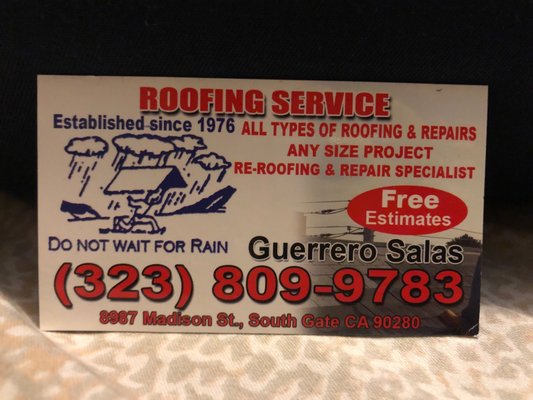 ROOFING SERVICE
Established since 1976
ALL TYPES OF ROOFING & REPAIRS
ANY SIZE PROJECT
RE-ROOFING & REPAIR SPECIALIST
Free
Estimates
DO NOT WAIT FOR RAIN
Guerrero Salas
(323) 809-9783
8987 Madison St., South Gate CA 90280